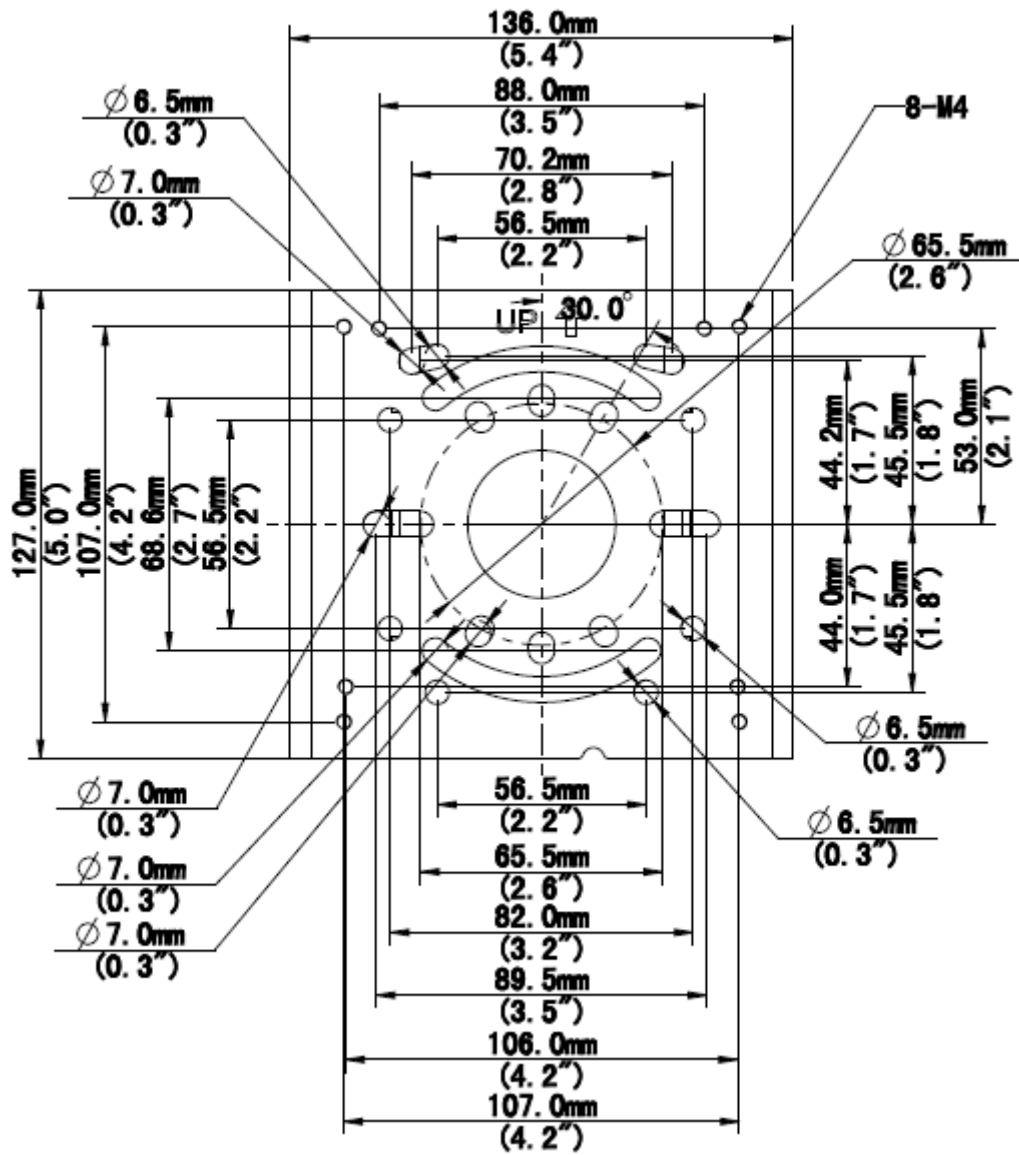 136.0mm
(5.4")
88.0mm
(3.5")
Ø6.5mm
(0.3")
8-M4
70.2mm
(2.8")
Ø7.0mm
(0.3")
56.5mm
(2.2")
Ø65.5mm
(2.6")
UP
30.0°
127.0mm
(5.0")
107.0mm
(4.2")
68.6mm
(2.7")
56.5mm
(2.2")
44.2mm
(1.7")
45.5mm
(1.8")
53.0mm
(2.1")
44.0mm
(1.7")
45.5mm
(1.8")
Ø6.5mm
(0.3")
Ø7.0mm
(0.3")
56.5mm
(2.2")
Ø6.5mm
(0.3")
Ø7.0mm
(0.3")
65.5mm
(2.6")
Ø7.0mm
(0.3")
82.0mm
(3.2")
89.5mm
(3.5")
106.0mm
(4.2")
107.0mm
(4.2")